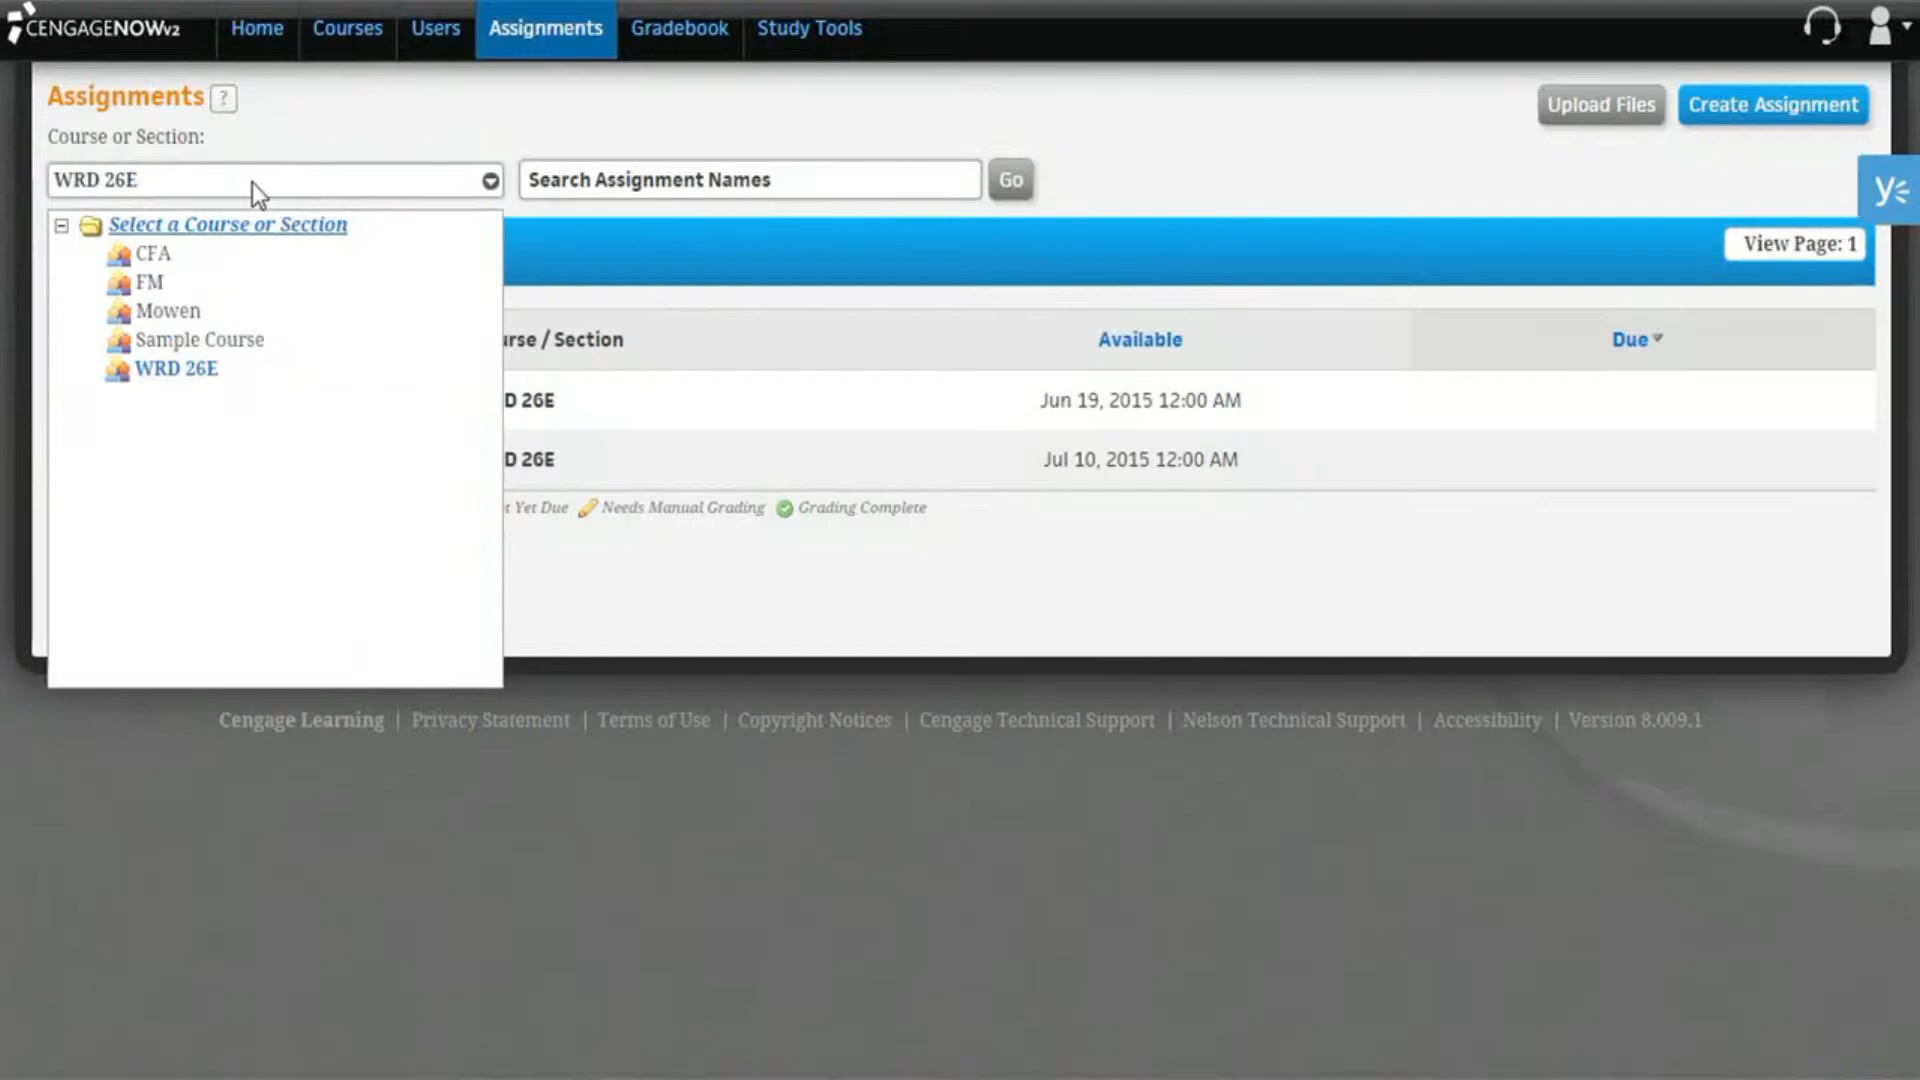 CENGAGENOWv2
Home
Courses
Users
Assignments
Gradebook
Study Tools
Assignments ?
Upload Files
Create Assignment
Course or Section:
WRD 26E
Search Assignment Names
Go
Select a Course or Section
View Page: 1
CFA
FM
Mowen
Sample Course
WRD 26E
/ Section
Available
Due
26E
Jun 19, 2015 12:00 AM
26E
Jul 10, 2015 12:00 AM
Yet Due
Needs Manual Grading
Grading Complete
Cengage Learning | Privacy Statement | Terms of Use | Copyright Notices | Cengage Technical Support | Nelson Technical Support | Accessibility | Version 8.009.1